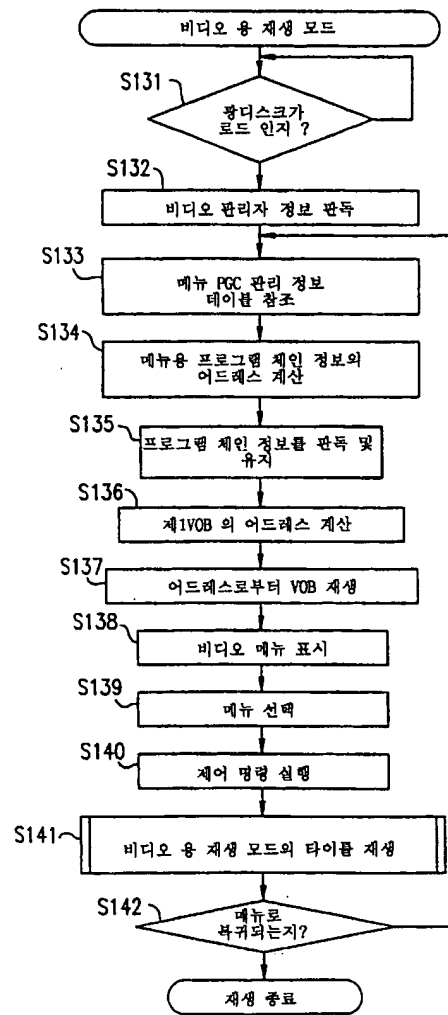 비디오 용 재생 모드
S131
광디스크가
로드 인지 ?
S132
비디오 관리자 정보 판독
S133
메뉴 PGC 관리 정보
테이블 참조
S134
메뉴용 프로그램 체인 정보의
어드레스 계산
S135
프로그램 체인 정보를 판독 및
유지
S136
제1VOB 의 어드레스 계산
S137
어드레스로부터 VOB 재생
S138
비디오 메뉴 표시
S139
메뉴 선택
S140
제어 명령 실행
S141
비디오 용 재생 모드의 타이틀 재생
S142
메뉴로
복귀되는지?
재생 종료